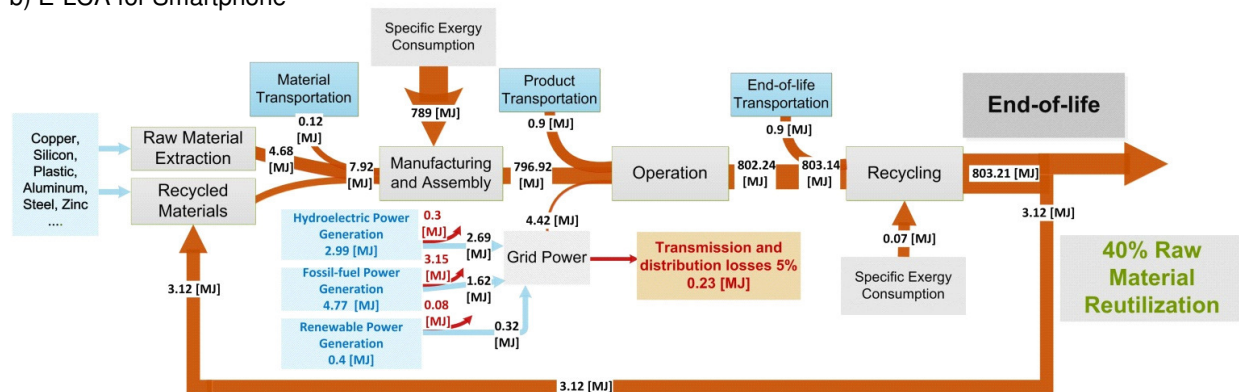 b) E-LCA for Smartphone
Specific Exergy
Consumption
Material
Transportation
Product
Transportation
End-of-life
Transportation
End-of-life
0.12
[MJ]
789 [MJ]
0.9 [MJ]
0.9 [MJ]
Copper,
Silicon,
Plastic,
Aluminum,
Steel, Zinc
....
Raw Material
Extraction
4.68
[MJ]
Recycled
Materials
7.92
[MJ]
Manufacturing
and Assembly
796.92
[MJ]
Operation
802.24
[MJ]
803.14
[MJ]
Recycling
803.21 [MJ]
3.12 [MJ]
4.42 [MJ]
Hydroelectric Power
Generation
2.99 [MJ]
0.3
[MJ]
2.69
[MJ]
Fossil-fuel Power
Generation
4.77 [MJ]
3.15
[MJ]
1.62
[MJ]
Renewable Power
Generation
0.4 [MJ]
0.08
[MJ]
0.32
[MJ]
Grid Power
Transmission and
distribution losses 5%
0.23 [MJ]
0.07 [MJ]
Specific Exergy
Consumption
40% Raw
Material
Reutilization
3.12 [MJ]
3.12 [MJ]